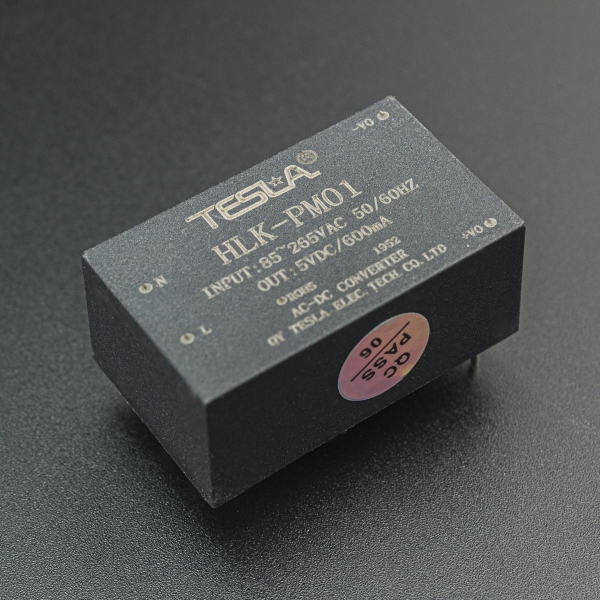 TESLA ®
HLK-PM01
INPUT:85~265VAC 50/60HZ
OUT:5VDC/600mA
ROHS 1952
AC-DC CONVERTER
QY TESLA ELEC. TECH. CO.LTD
N
L
-VO
+VO
QC
PASS
06